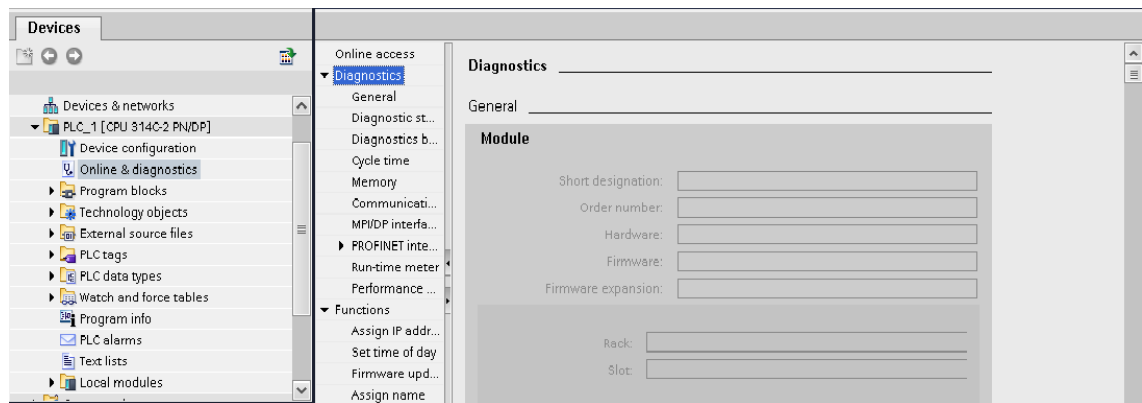 Devices
Devices & networks
PLC_1 [CPU 314C-2 PN/DP]
Device configuration
Online & diagnostics
Program blocks
Technology objects
External source files
PLC tags
PLC data types
Watch and force tables
Program info
PLC alarms
Text lists
Local modules
Online access
Diagnostics
General
Diagnostic st...
Diagnostics b...
Cycle time
Memory
Communicati...
MPI/DP interfa...
PROFINET inte...
Run-time meter
Performance ...
Functions
Assign IP addr...
Set time of day
Firmware upd...
Assign name
Diagnostics
General
Module
Short designation:
Order number:
Hardware:
Firmware:
Firmware expansion:
Rack:
Slot: